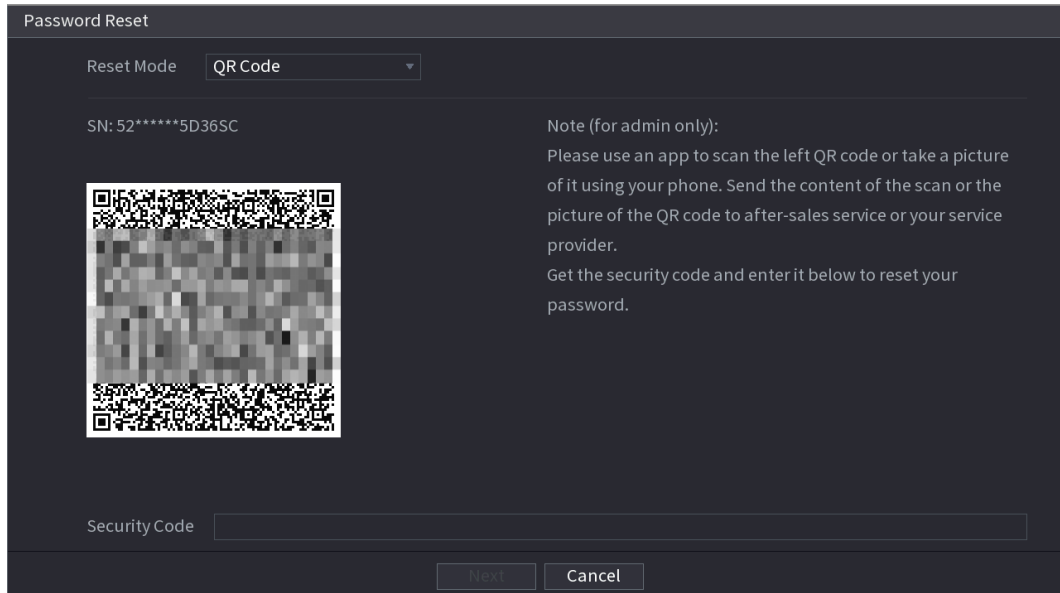 Password Reset
Reset Mode QR Code
SN: 52******5D36SC
Note (for admin only):
Please use an app to scan the left QR code or take a picture
of it using your phone. Send the content of the scan or the
picture of the QR code to after-sales service or your service
provider.
Get the security code and enter it below to reset your
password.
Security Code
Next Cancel